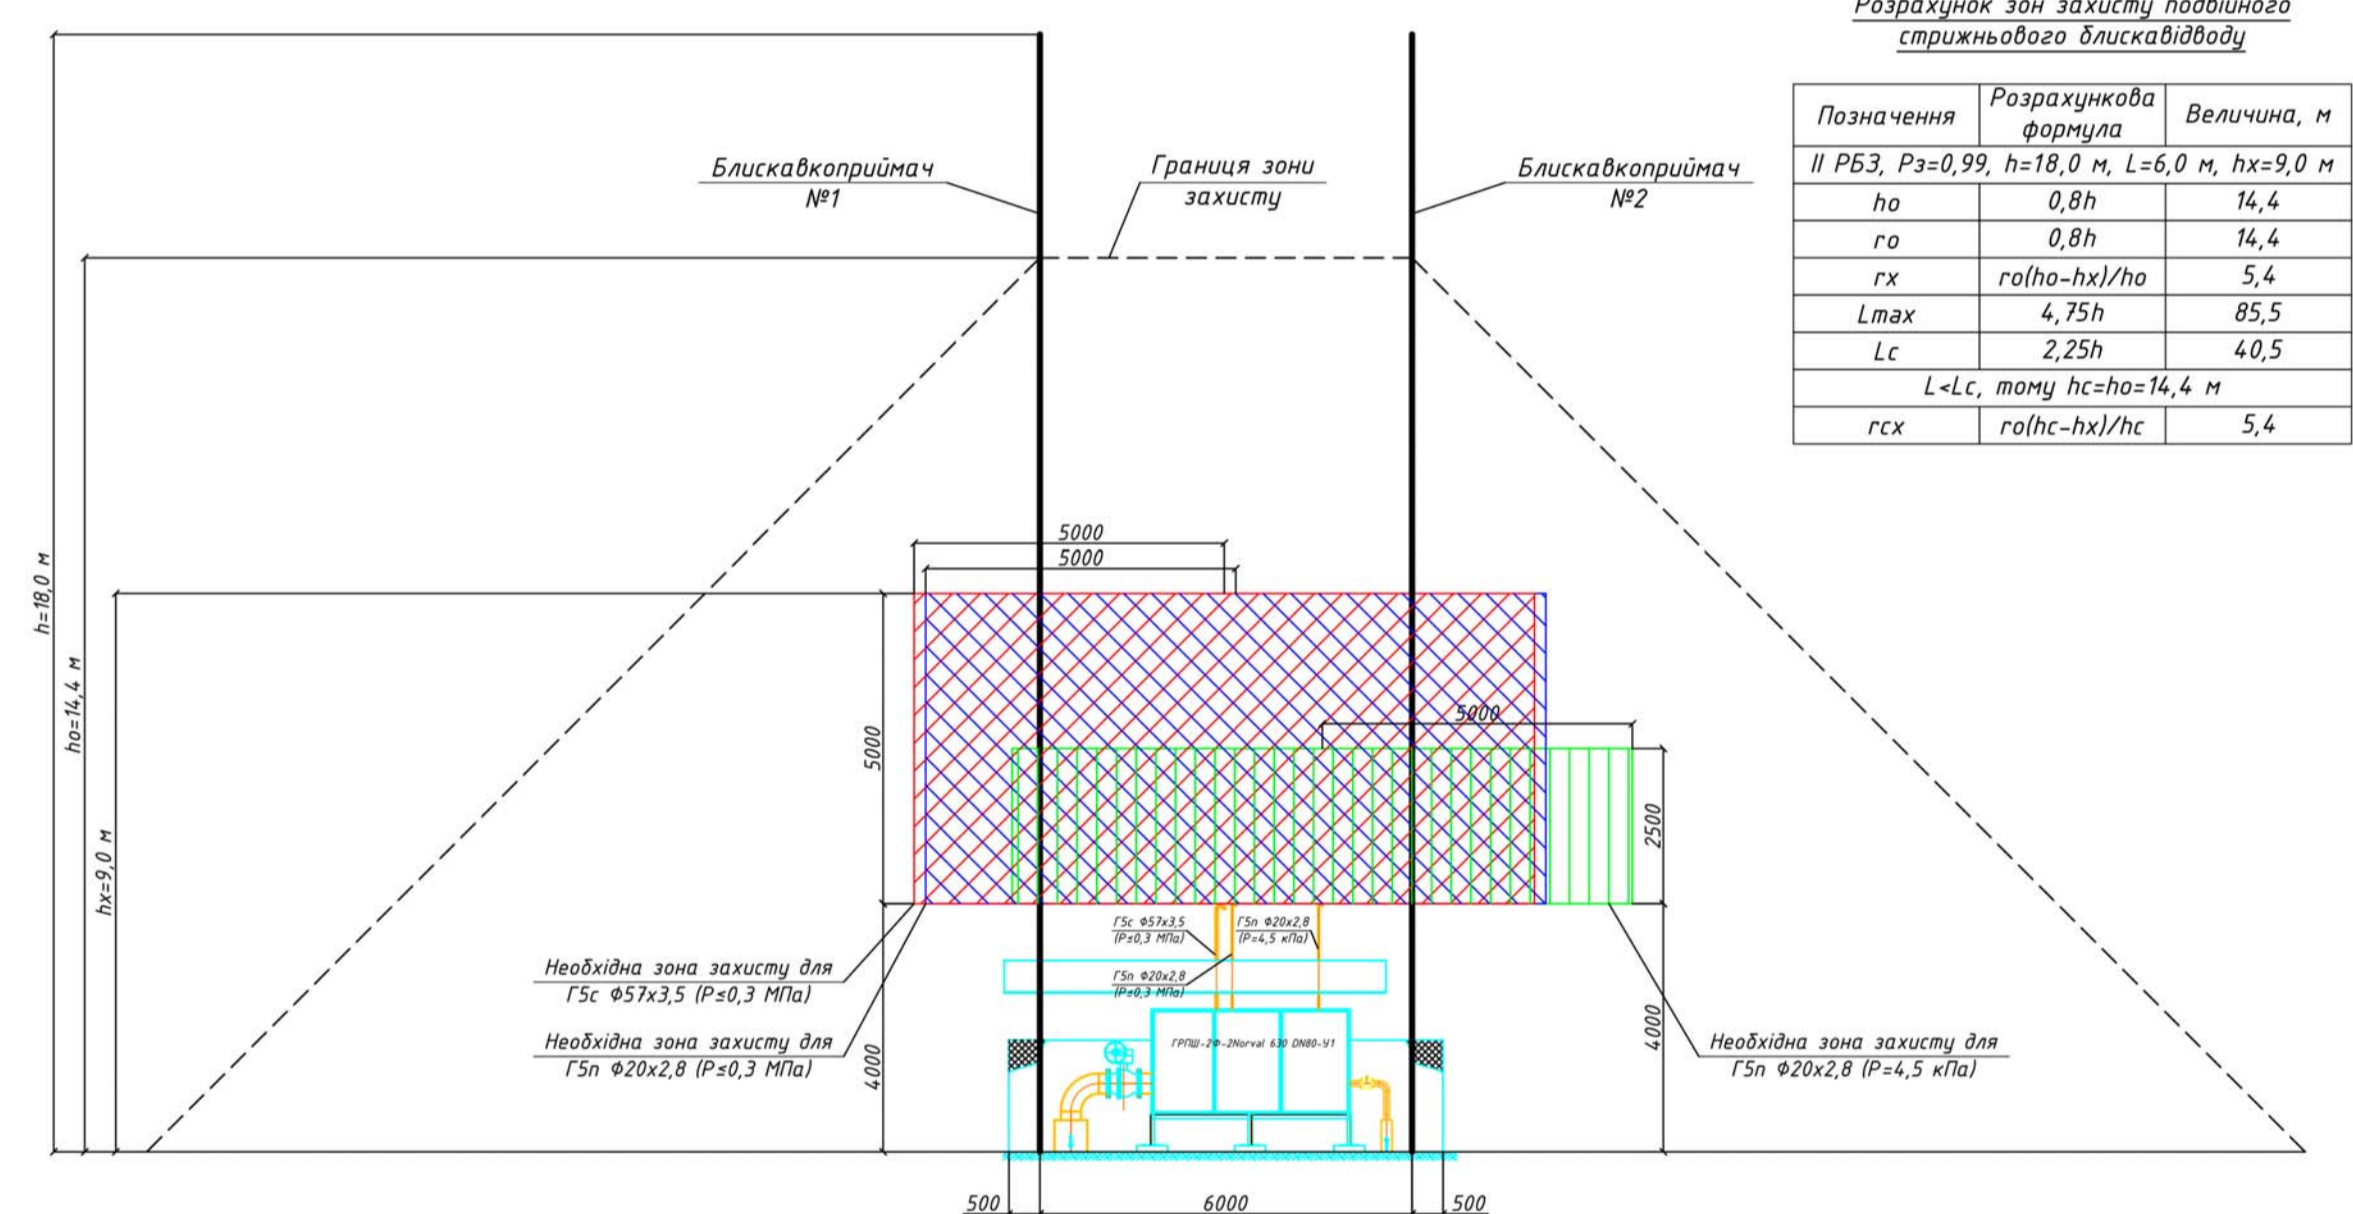 Розрахунок зон захисту подвійного
стрижньового блискавідводу
Позначення
Розрахункова
формула
Величина, м
II РБЗ, Рз=0,99, h=18,0 м, L=6,0 м, hx=9,0 м
ho
0,8h
14,4
ro
0,8h
14,4
rx
ro(ho-hx)/ho
5,4
Lmax
4,75h
85,5
Lc
2,25h
40,5
L<Lc, тому hc=ho=14,4 м
rcx
ro(hc-hx)/hc
5,4
Блискавкоприймач
№1
Границя зони
захисту
Блискавкоприймач
№2
h=18,0 м
ho=14,4 м
hx=9,0 м
5000
5000
5000
5000
2500
4000
4000
Г5с Ф57х3,5
(Р≤0,3 МПа)
Г5п Ф20х2,8
(Р=4,5 кПа)
Г5п Ф20х2,8
(Р≤0,3 МПа)
Необхідна зона захисту для
Г5с Ф57х3,5 (Р≤0,3 МПа)
Необхідна зона захисту для
Г5п Ф20х2,8 (Р≤0,3 МПа)
ГРПШ-2Ф-2Norval 630 DN80-У1
Необхідна зона захисту для
Г5п Ф20х2,8 (Р=4,5 кПа)
500
6000
500